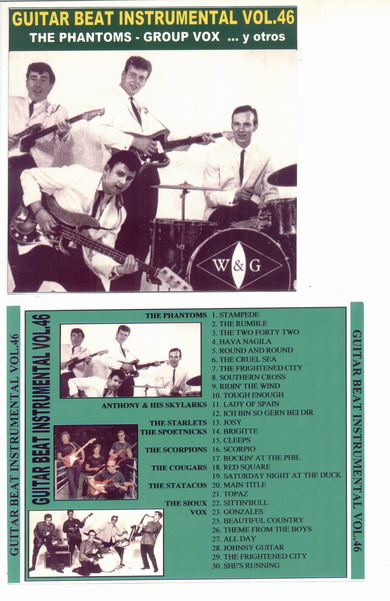 GUITAR BEAT INSTRUMENTAL VOL.46
THE PHANTOMS - GROUP VOX ... y otros
W&G
GUITAR BEAT INSTRUMENTAL VOL.46
GUITAR BEAT INSTRUMENTAL VOL.46
THE PHANTOMS 1. STAMPEDE
2. THE RUMBLE
3. THE TWO FORTY TWO
4. HAVA NAGILA
5. ROUND AND ROUND
6. THE CRUEL SEA
7. THE FRIGHTENED CITY
8. SOUTHERN CROSS
9. RIDIN' THE WIND
10. TOUGH ENOUGH
ANTHONY & HIS SKYLARKS 11. LADY OF SPAIN
12. ICH BIN SO GERN BEI DIR
THE STARLETS 13. JOSY
THE SPOETNICKS 14. BRIGITTE
15. CLEEPS
THE SCORPIONS 16. SCORPIO
17. ROCKIN' AT THE PHIL
THE COUGARS 18. RED SQUARE
19. SATURDAY NIGHT AT THE DUCK
THE STATACOS 20. MAIN TITLE
21. TOPAZ
THE SIOUX 22. SITTIN'BULL
VOX 23. GONZALES
25. BEAUTIFUL COUNTRY
26. THEME FROM THE BOYS
27. ALL DAY
28. JOHNNY GUITAR
29. THE FRIGHTENED CITY
30. SHE'S RUNNING
GUITAR BEAT INSTRUMENTAL VOL.46